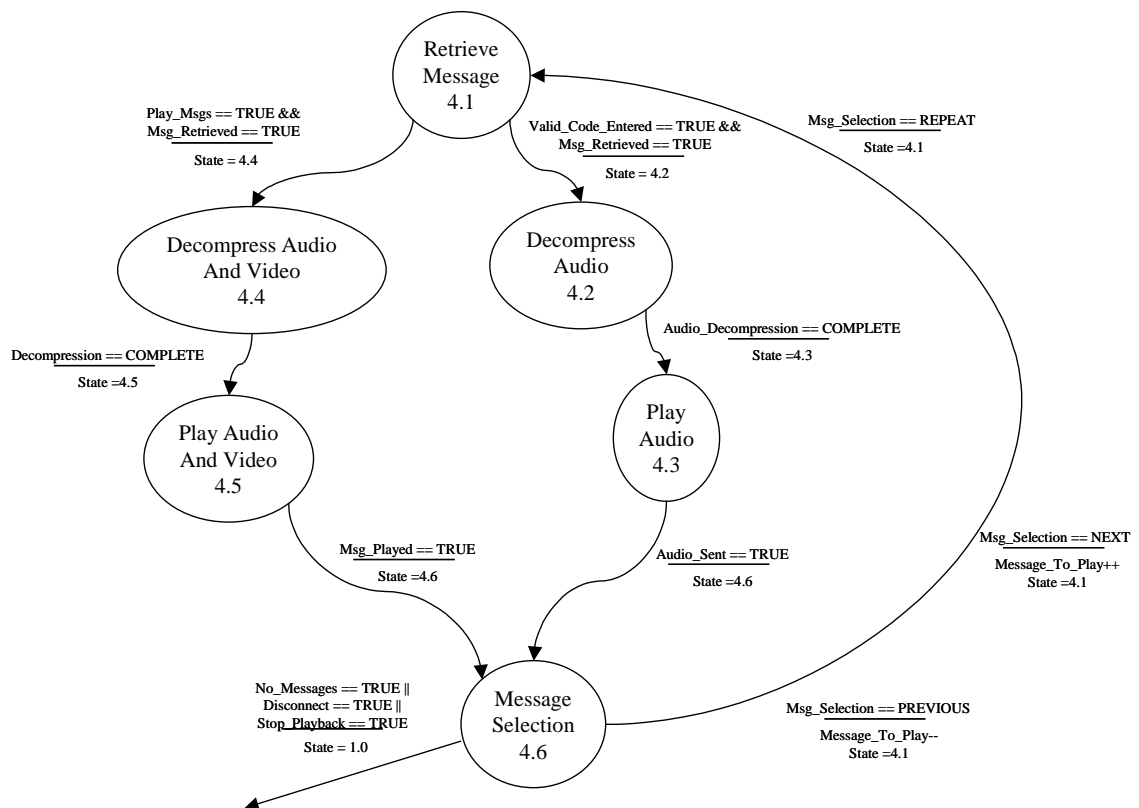 Retrieve
Message
4.1
Play_Msgs == TRUE &&
Msg_Retrieved == TRUE
State = 4.4
Valid_Code_Entered == TRUE &&
Msg_Retrieved == TRUE
State = 4.2
Msg_Selection == REPEAT
State =4.1
Decompress Audio
And Video
4.4
Decompress
Audio
4.2
Decompression == COMPLETE
State =4.5
Audio_Decompression == COMPLETE
State =4.3
Play Audio
And Video
4.5
Play
Audio
4.3
Msg_Played == TRUE
State =4.6
Audio_Sent == TRUE
State =4.6
Msg_Selection == NEXT
Message_To_Play++
State =4.1
No_Messages == TRUE ||
Disconnect == TRUE ||
Stop_Playback == TRUE
State = 1.0
Message
Selection
4.6
Msg_Selection == PREVIOUS
Message_To_Play--
State =4.1